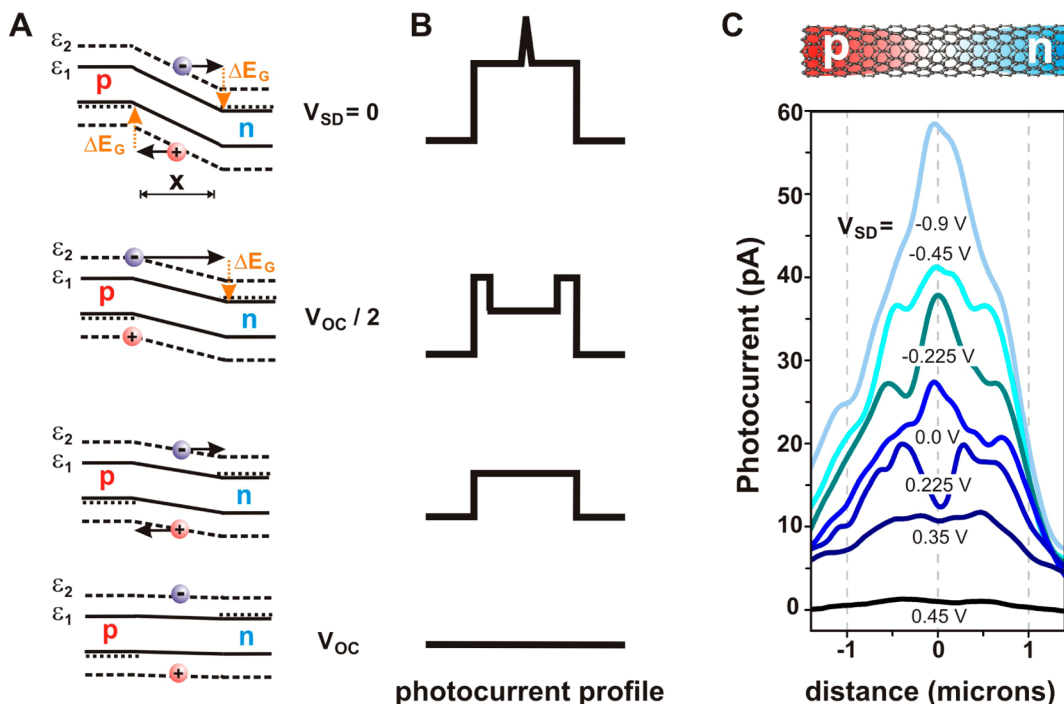 A
ε2
ε1
p
ΔEG
ΔEG
n
x
ε2
ε1
p
ΔEG
n
ε2
ε1
p
n
ε2
ε1
p
n
B
VSD = 0
VOC / 2
VOC
photocurrent profile
C
p
n
60
50
40
30
20
10
0
Photocurrent (pA)
VSD =
-0.9 V
-0.45 V
-0.225 V
0.0 V
0.225 V
0.35 V
0.45 V
-1
0
1
distance (microns)